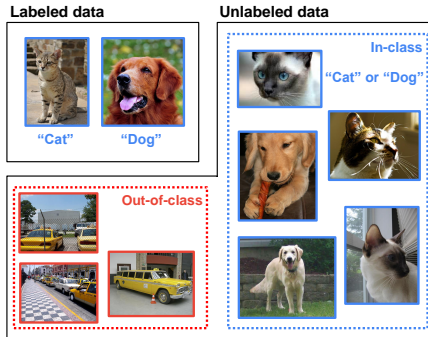 Labeled data
Unlabeled data
In-class
“Cat” or “Dog”
“Cat”
“Dog”
Out-of-class